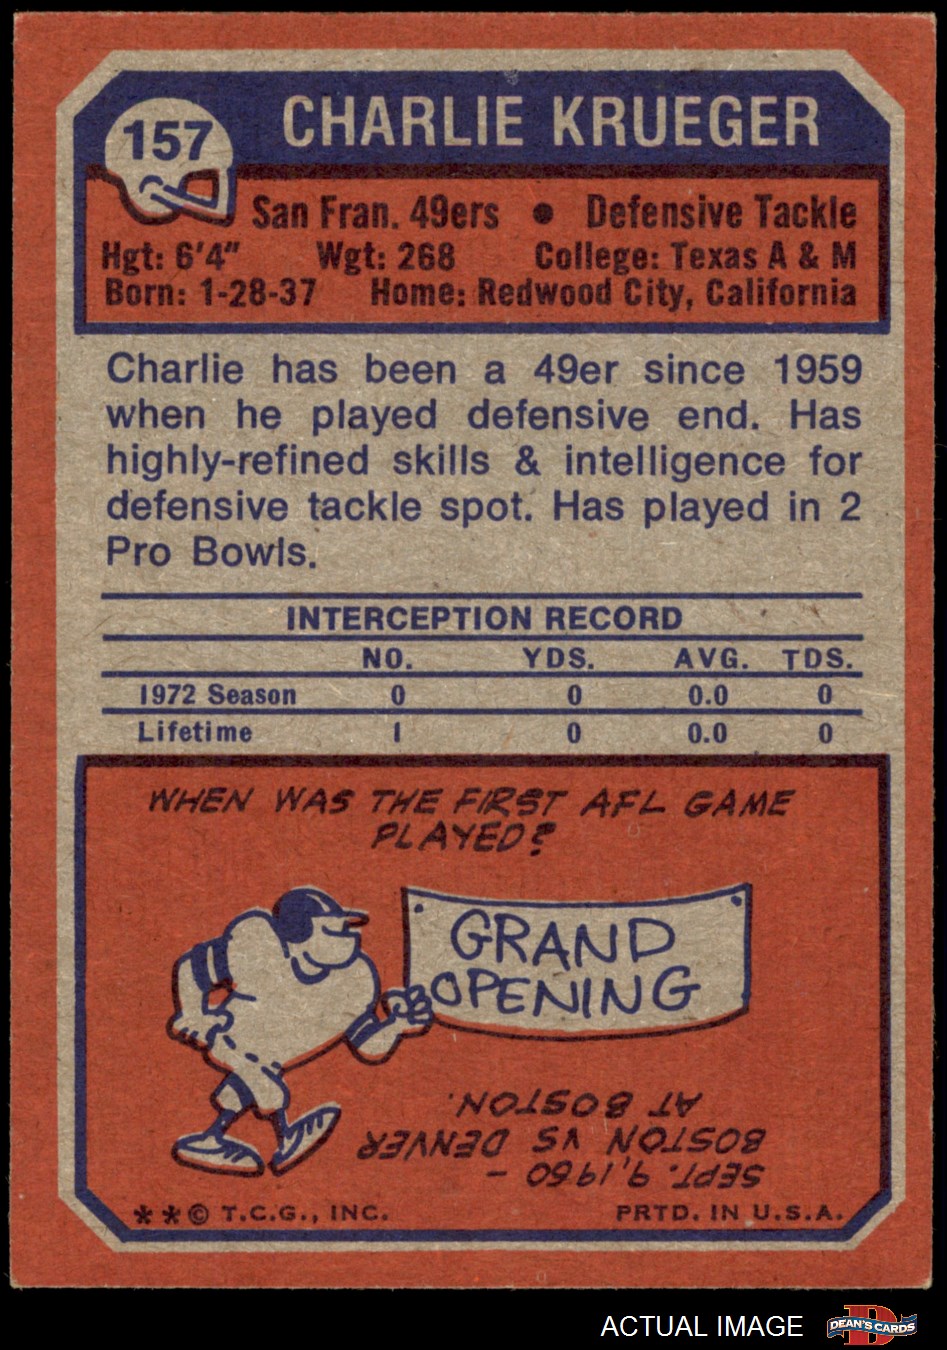 157
CHARLIE KRUEGER
San Fran. 49ers • Defensive Tackle
Hgt: 6'4" Wgt: 268 College: Texas A & M
Born: 1-28-37 Home: Redwood City, California
Charlie has been a 49er since 1959
when he played defensive end. Has
highly-refined skills & intelligence for
defensive tackle spot. Has played in 2
Pro Bowls.
INTERCEPTION RECORD
NO. YDS. AVG. TDS.
1972 Season 0 0 0.0 0
Lifetime 1 0 0.0 0
WHEN WAS THE FIRST AFL GAME
PLAYED?
GRAND
OPENING
SEPT. 9, 1960 -
BOSTON VS DENVER
AT BOSTON.
**© T.C.G., INC. PRTD. IN U.S.A.
D
ACTUAL IMAGE
D
DEAN'S CARDS